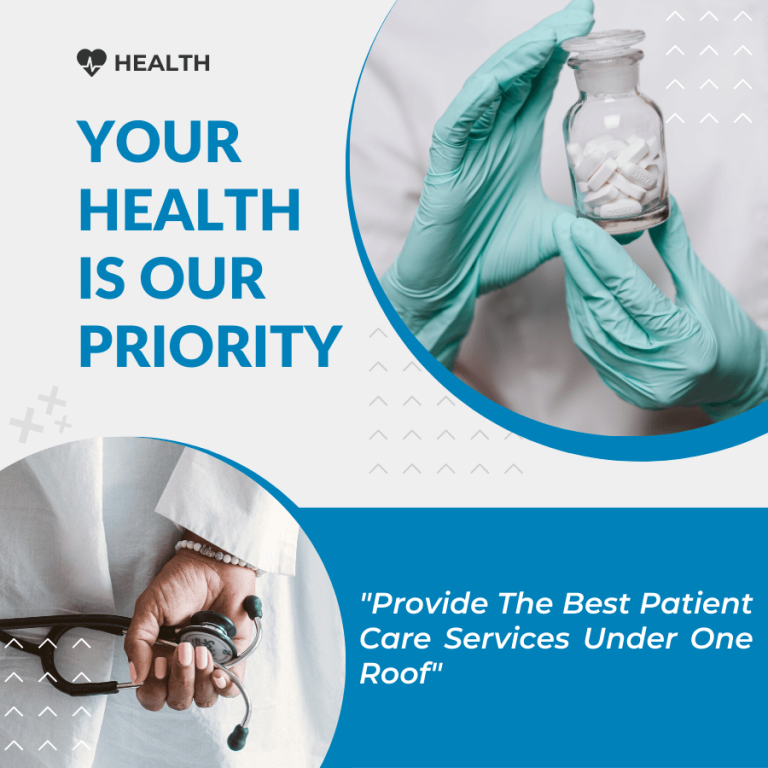 HEALTH
YOUR
HEALTH
IS OUR
PRIORITY
"Provide The Best Patient
Care Services Under One
Roof"